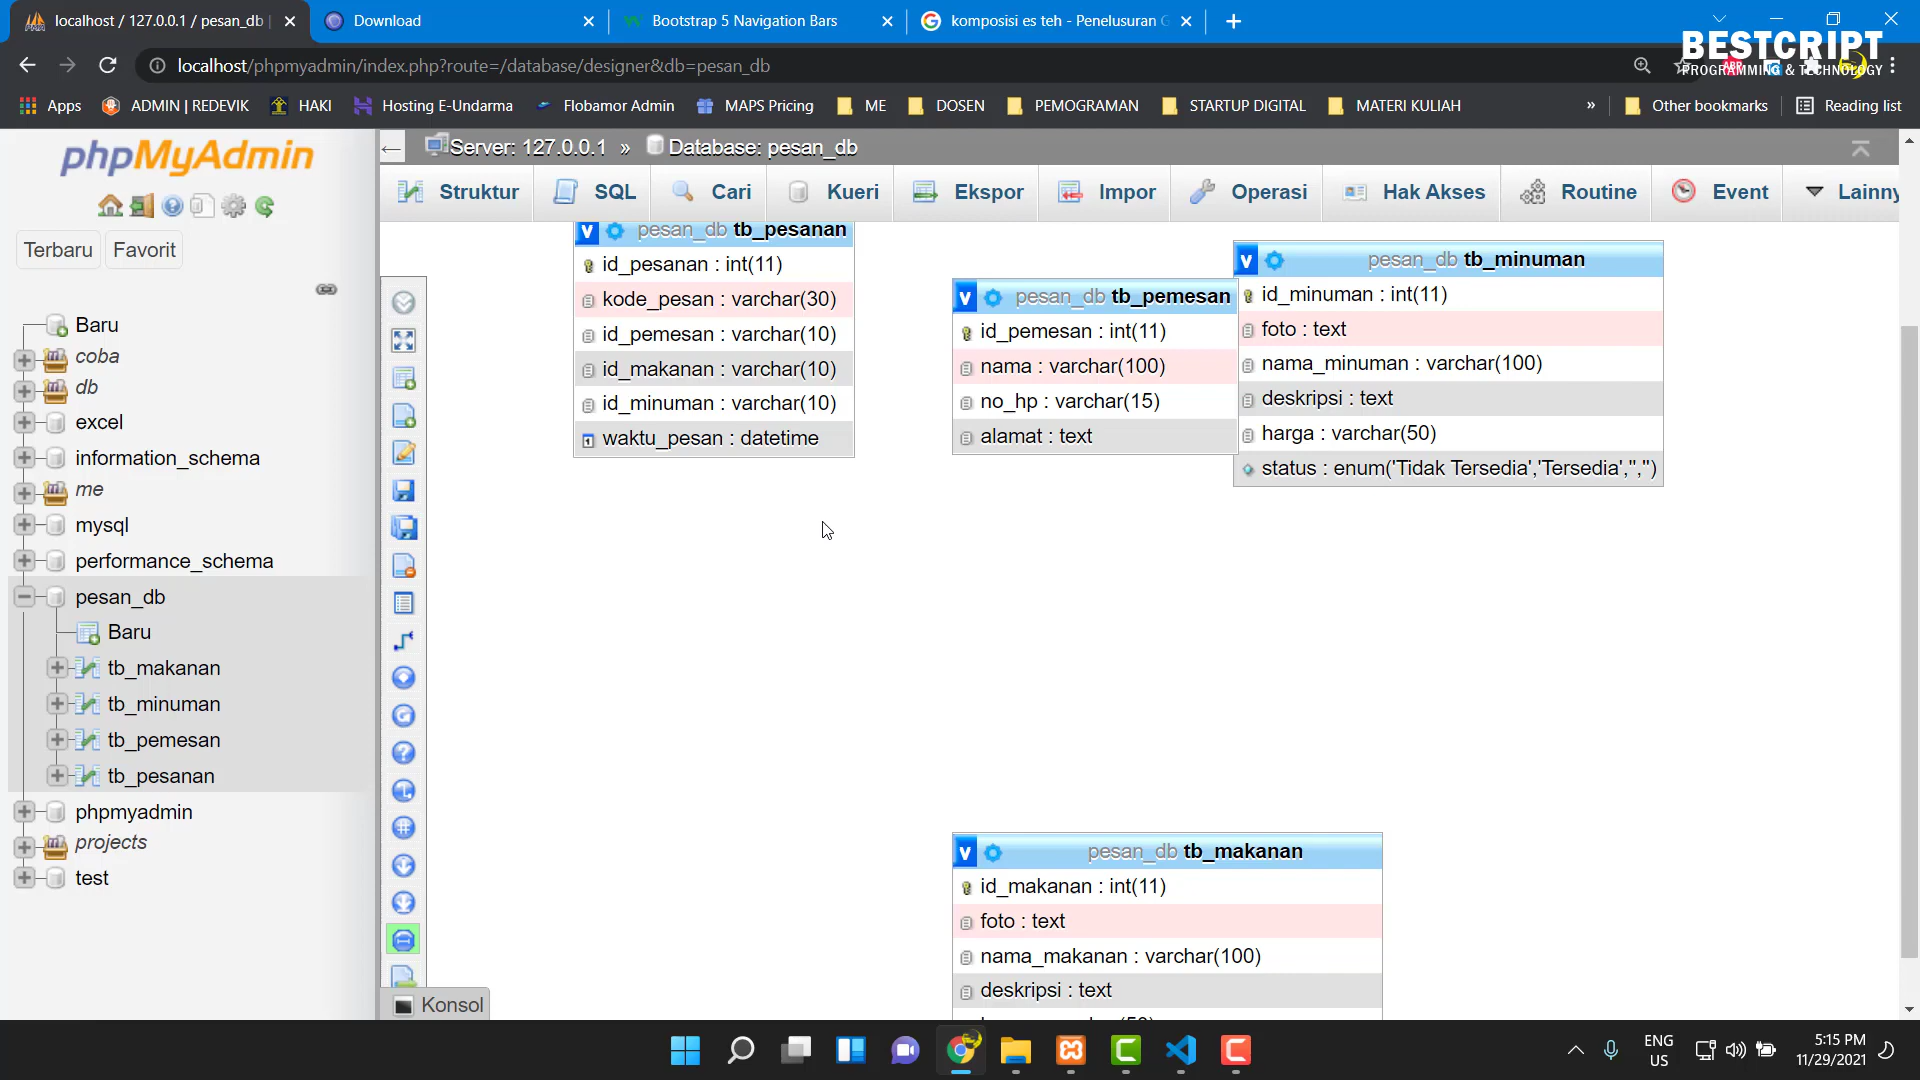 localhost / 127.0.0.1 / pesan_db |
Download
Bootstrap 5 Navigation Bars
komposisi es teh - Penelusuran G
BESTCRIPT
PROGRAMMING & TECHNOLOGY
localhost/phpmyadmin/index.php?route=/database/designer&db=pesan_db
Apps
ADMIN | REDEVIK
HAKI
Hosting E-Undarma
Flobamor Admin
MAPS Pricing
ME
DOSEN
PEMOGRAMAN
STARTUP DIGITAL
MATERI KULIAH
»
Other bookmarks
Reading list
phpMyAdmin
Terbaru
Favorit
Baru
coba
db
excel
information_schema
me
mysql
performance_schema
pesan_db
Baru
tb_makanan
tb_minuman
tb_pemesan
tb_pesanan
phpmyadmin
projects
test
Server: 127.0.0.1 » Database: pesan_db
Struktur
SQL
Cari
Kueri
Ekspor
Impor
Operasi
Hak Akses
Routine
Event
Lainny
v pesan_db tb_pesanan
id_pesanan : int(11)
kode_pesan : varchar(30)
id_pemesan : varchar(10)
id_makanan : varchar(10)
id_minuman : varchar(10)
waktu_pesan : datetime
v pesan_db tb_pemesan
id_pemesan : int(11)
nama : varchar(100)
no_hp : varchar(15)
alamat : text
v pesan_db tb_minuman
id_minuman : int(11)
foto : text
nama_minuman : varchar(100)
deskripsi : text
harga : varchar(50)
status : enum('Tidak Tersedia','Tersedia','','')
v pesan_db tb_makanan
id_makanan : int(11)
foto : text
nama_makanan : varchar(100)
deskripsi : text
Konsol
ENG
US
5:15 PM
11/29/2021